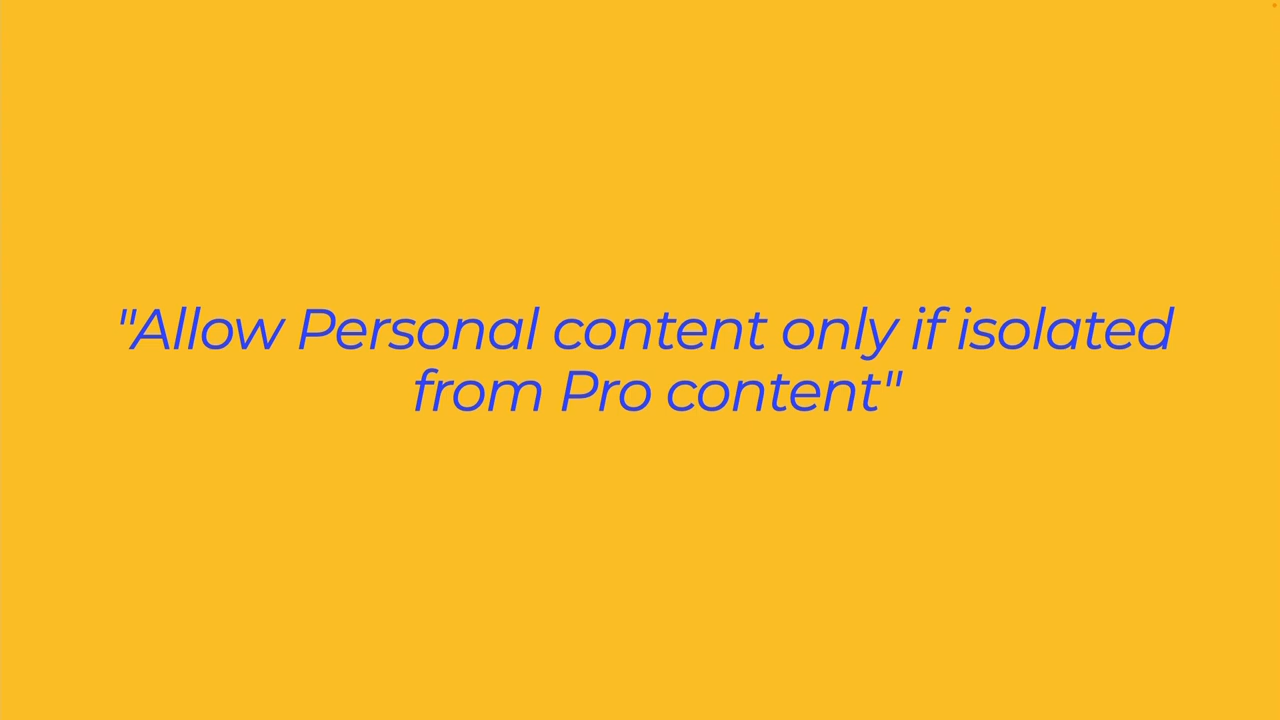 "Allow Personal content only if isolated
from Pro content"